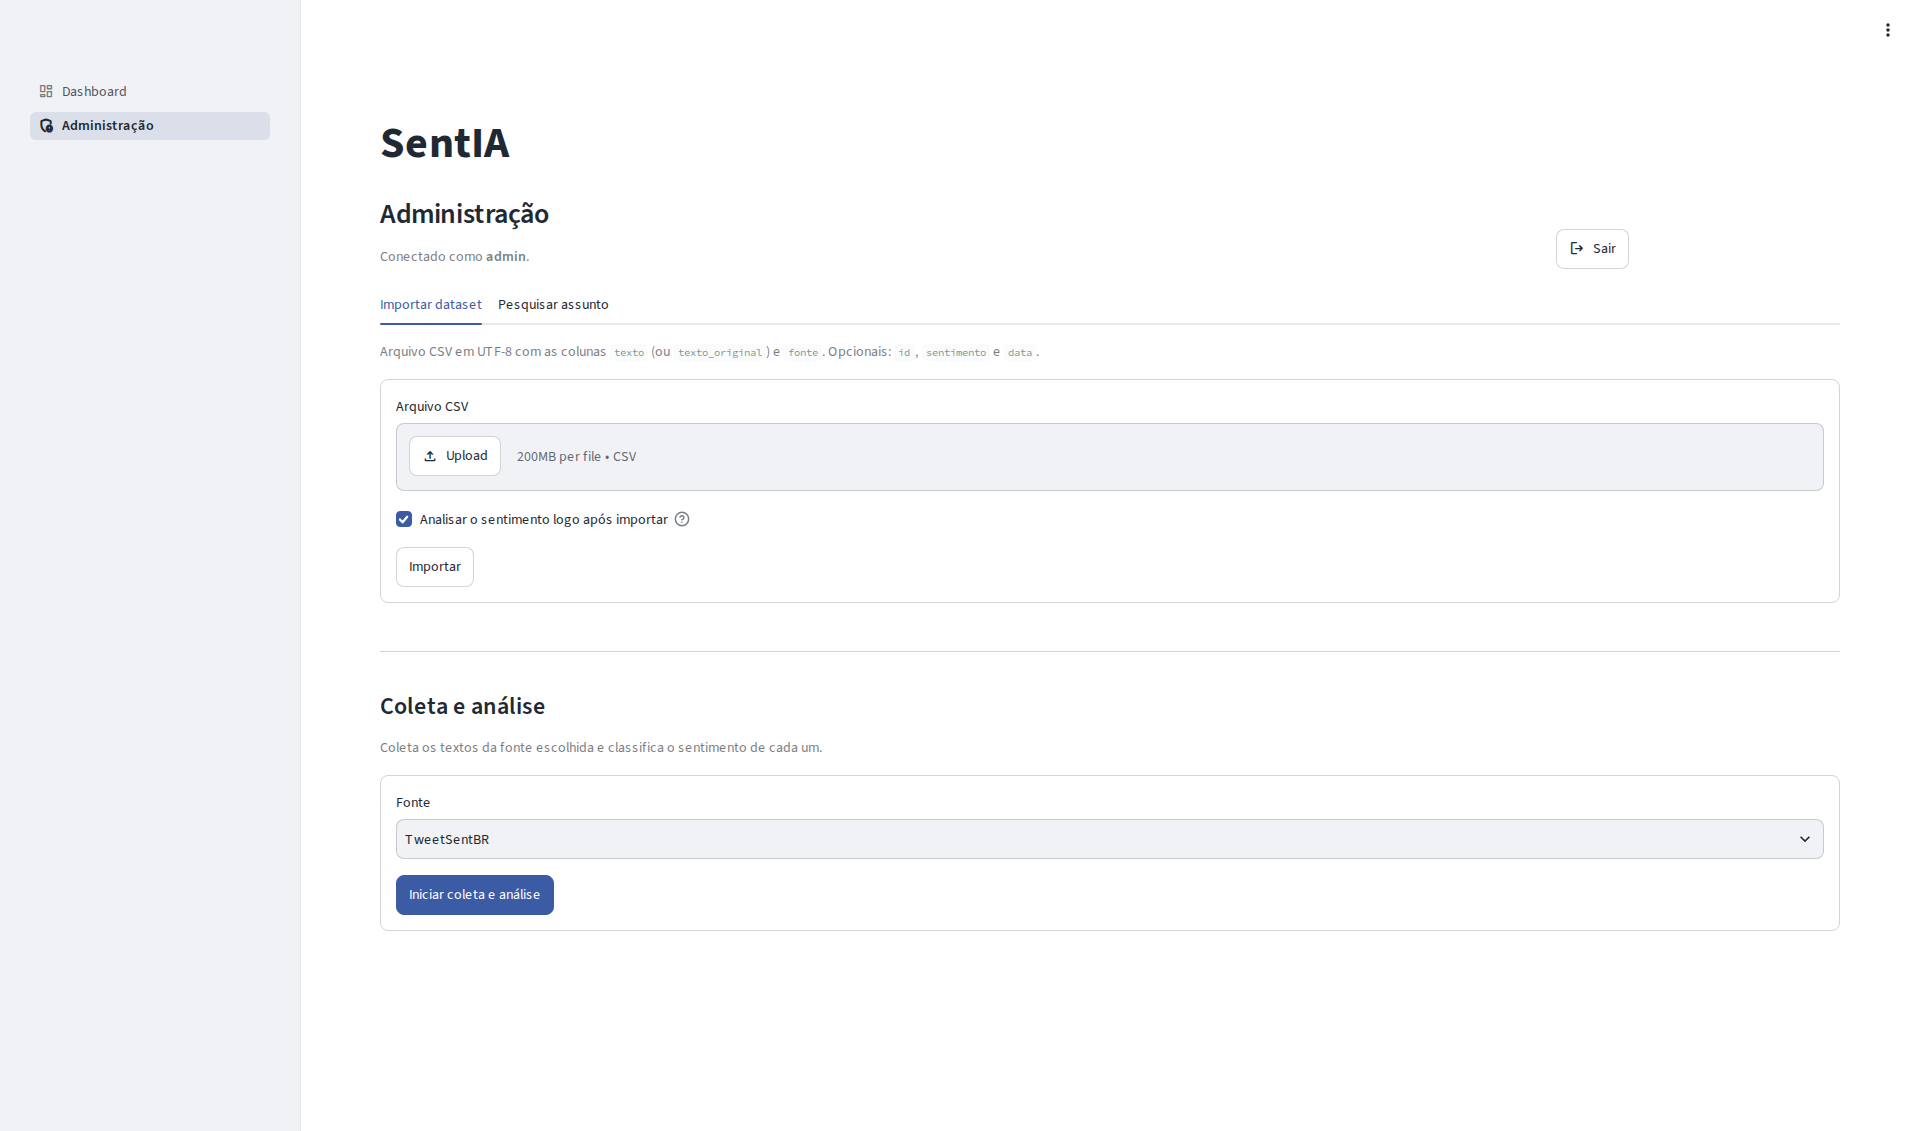 Dashboard
Administração
SentIA
Administração
Conectado como admin.
Sair
Importar dataset
Pesquisar assunto
Arquivo CSV em UTF-8 com as colunas texto (ou texto_original) e fonte. Opcionais: id, sentimento e data.
Arquivo CSV
Upload
200MB per file • CSV
Analisar o sentimento logo após importar
Importar
Coleta e análise
Coleta os textos da fonte escolhida e classifica o sentimento de cada um.
Fonte
TweetSentBR
Iniciar coleta e análise